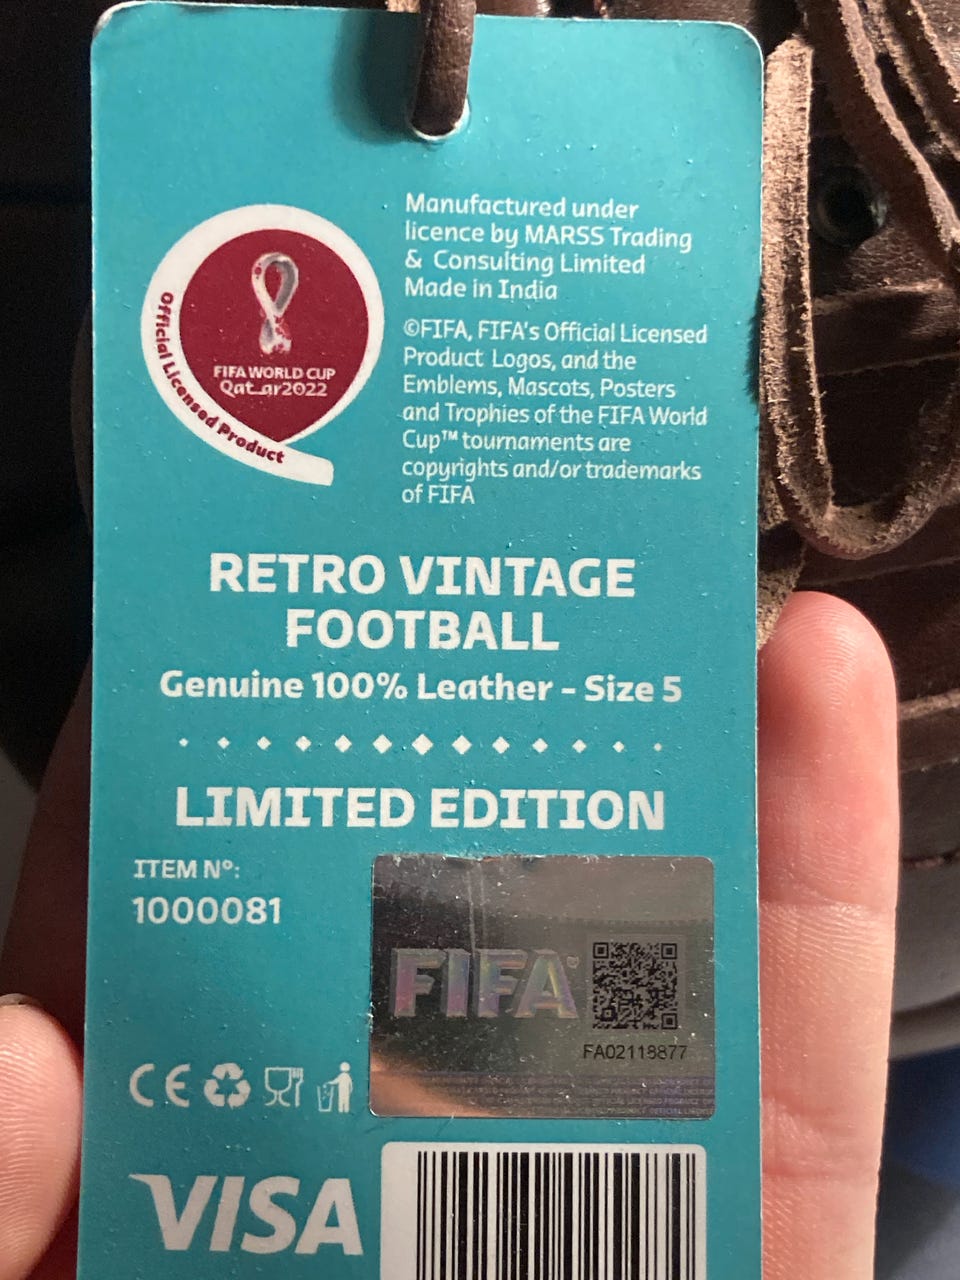 Manufactured under
licence by MARSS Trading
& Consulting Limited
Made in India
©FIFA, FIFA's Official Licensed
Product Logos, and the
Emblems, Mascots, Posters
and Trophies of the FIFA World
Cup™ tournaments are
copyrights and/or trademarks
of FIFA
Official Licensed Product
FIFA WORLD CUP
Qatar2022
RETRO VINTAGE
FOOTBALL
Genuine 100% Leather - Size 5
LIMITED EDITION
ITEM Nº:
1000081
FIFA
FA02118877
CE
VISA